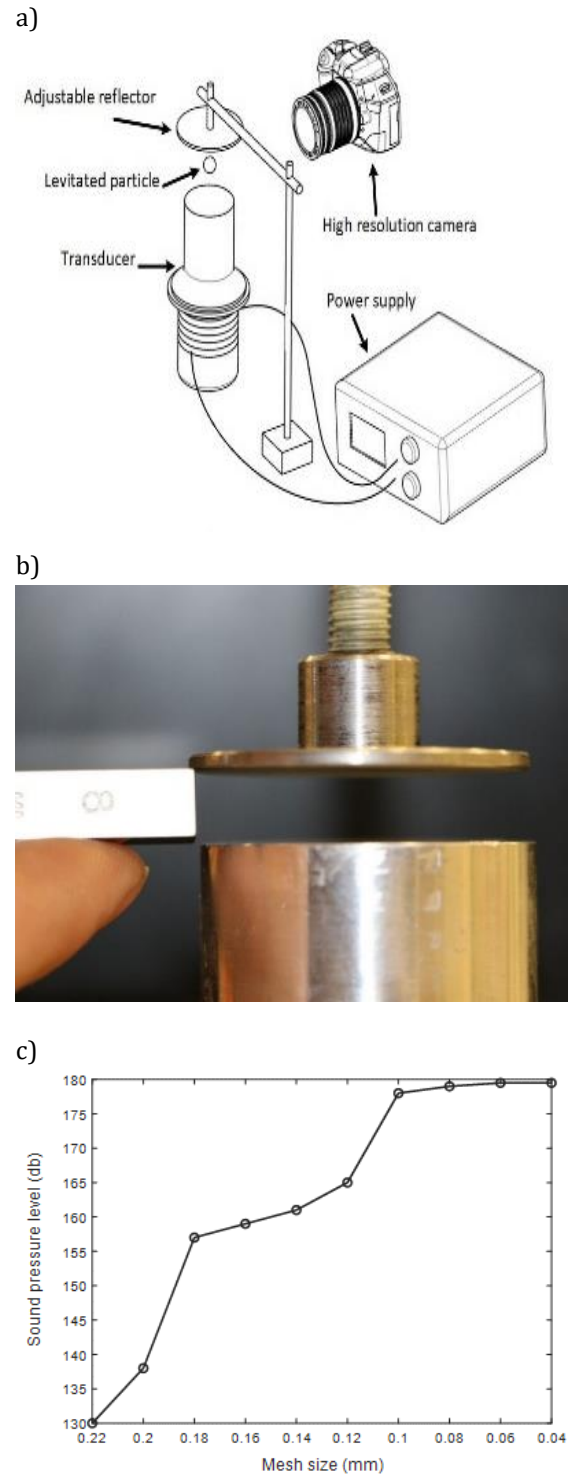 a)
Adjustable reflector
Levitated particle
Transducer
High resolution camera
Power supply
b)
8
c)
Sound pressure level (db)
180
175
170
165
160
155
150
145
140
135
130
0.22 0.2 0.18 0.16 0.14 0.12 0.1 0.08 0.06 0.04
Mesh size (mm)